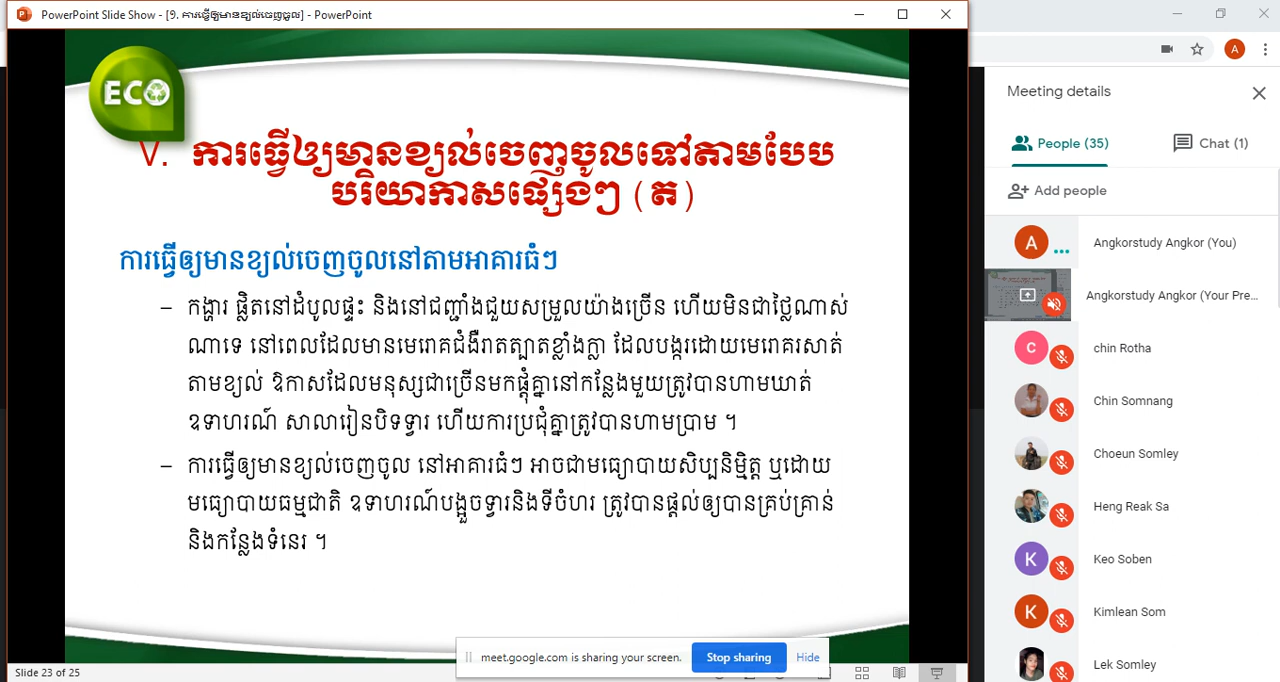 PowerPoint Slide Show - [9. ការធ្វើឲ្យមានខ្យល់ចេញចូល] - PowerPoint
ECO
V. ការធ្វើឲ្យមានខ្យល់ចេញចូលទៅតាមបែប
បរិយាកាសផ្សេងៗ (ត)
ការធ្វើឲ្យមានខ្យល់ចេញចូលនៅតាមអាគារធំៗ
– កង្ហារ ផ្លិតនៅដំបូលផ្ទះ និងនៅជញ្ជាំងជួយសម្រួលយ៉ាងច្រើន ហើយមិនជាថ្លៃណាស់
ណាទេ នៅពេលដែលមានមេរោគជំងឺរាតត្បាតខ្លាំងក្លា ដែលបង្ករដោយមេរោគរសាត់
តាមខ្យល់ ឱកាសដែលមនុស្សជាច្រើនមកផ្តុំគ្នានៅកន្លែងមួយត្រូវបានហាមឃាត់
ឧទាហរណ៍ សាលារៀនបិទទ្វារ ហើយការប្រជុំគ្នាត្រូវបានហាមប្រាម ។
– ការធ្វើឲ្យមានខ្យល់ចេញចូល នៅអាគារធំៗ អាចជាមធ្យោបាយសិប្បនិម្មិត្ត ឬដោយ
មធ្យោបាយធម្មជាតិ ឧទាហរណ៍បង្អួចទ្វារនិងទីចំហរ ត្រូវបានផ្តល់ឲ្យបានគ្រប់គ្រាន់
និងកន្លែងទំនេរ ។
meet.google.com is sharing your screen.
Stop sharing
Hide
Slide 23 of 25
A
Meeting details
People (35)
Chat (1)
Add people
A
Angkorstudy Angkor (You)
Angkorstudy Angkor (Your Pre...
C
chin Rotha
Chin Somnang
Choeun Somley
Heng Reak Sa
K
Keo Soben
K
Kimlean Som
Lek Somley